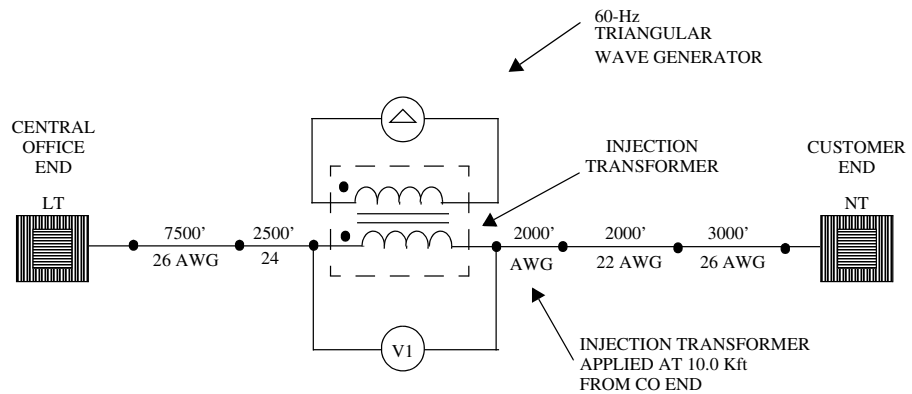 60-Hz
TRIANGULAR
WAVE GENERATOR
CENTRAL
OFFICE
END
LT
INJECTION
TRANSFORMER
CUSTOMER
END
NT
7500'
26 AWG
2500'
24
2000'
AWG
2000'
22 AWG
3000'
26 AWG
V1
INJECTION TRANSFORMER
APPLIED AT 10.0 Kft
FROM CO END